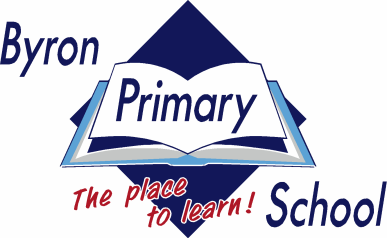 Byron
Primary
The place
to learn!
School